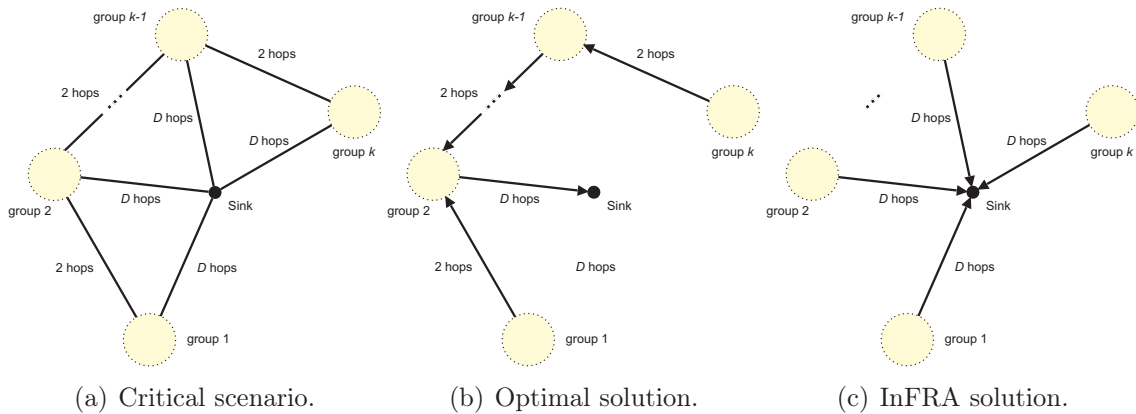 group k-1
2 hops
2 hops
D hops
D hops
group k
group 2
D hops
Sink
2 hops
D hops
group 1
(a) Critical scenario.
group k-1
2 hops
2 hops
group k
group 2
D hops
Sink
2 hops
D hops
group 1
(b) Optimal solution.
group k-1
D hops
D hops
group k
group 2
D hops
Sink
D hops
group 1
(c) InFRA solution.